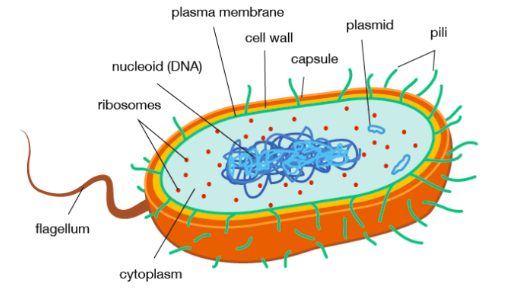 plasma membrane
cell wall
plasmid
pili
capsule
nucleoid (DNA)
ribosomes
flagellum
cytoplasm